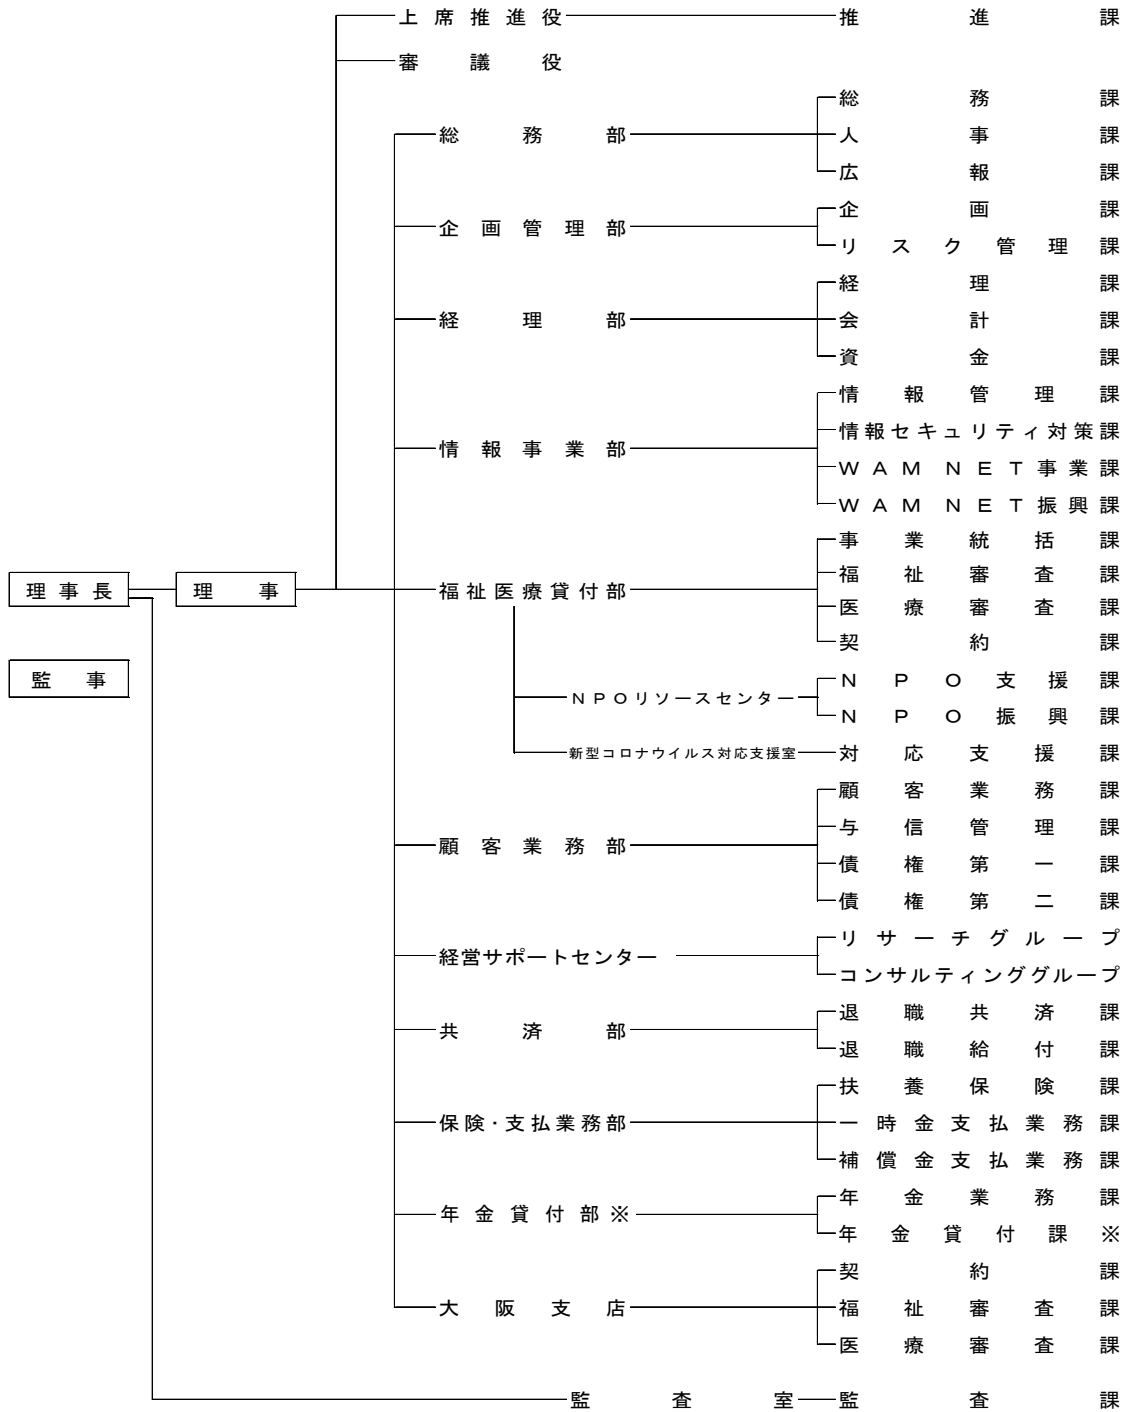 上席推進役 推進課
審議役
総務課
総務部 人事課
広報課
企画課
企画管理部
リスク管理課
経理課
経理部 会計課
資金課
情報管理課
情報セキュリティ対策課
情報事業部
WAM NET事業課
WAM NET振興課
事業統括課
福祉審査課
理事長 理事 福祉医療貸付部
医療審査課
契約課
監事
NPO支援課
NPOリソースセンター
NPO振興課
新型コロナウイルス対応支援室 対応支援課
顧客業務課
与信管理課
顧客業務部
債権第一課
債権第二課
リサーチグループ
経営サポートセンター
コンサルティンググループ
退職共済課
共済部
退職給付課
扶養保険課
保険・支払業務部 一時金支払業務課
補償金支払業務課
年金業務課
年金貸付部※
年金貸付課※
契約課
大阪支店 福祉審査課
医療審査課
監査室 監査課